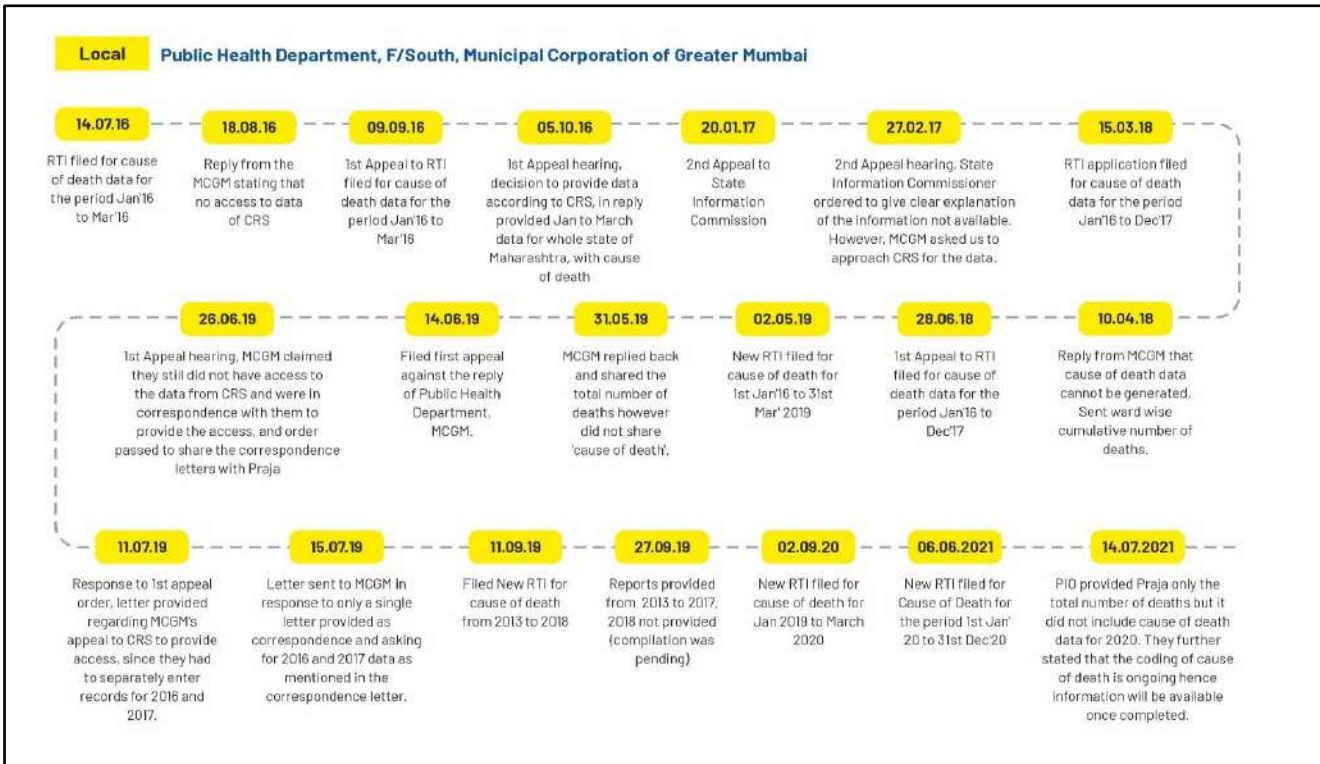 Local
Public Health Department, F/South, Municipal Corporation of Greater Mumbai
14.07.16
RTI filed for cause
of death data for
the period Jan'16
to Mar'16
18.08.16
Reply from the
MCGM stating that
no access to data
of CRS
09.09.16
1st Appeal to RTI
filed for cause of
death data for the
period Jan'16 to
Mar'16
05.10.16
1st Appeal hearing,
decision to provide data
according to CRS, in reply
provided Jan to March
data for whole state of
Maharashtra, with cause
of death
20.01.17
2nd Appeal to
State
Information
Commission
27.02.17
2nd Appeal hearing, State
Information Commissioner
ordered to give clear explanation
of the information not available.
However, MCGM asked us to
approach CRS for the data.
15.03.18
RTI application filed
for cause of death
data for the period
Jan'16 to Dec'17
10.04.18
Reply from MCGM that
cause of death data
cannot be generated.
Sent ward wise
cumulative number of
deaths.
28.06.18
1st Appeal to RTI
filed for cause of
death data for the
period Jan'16 to
Dec'17
02.05.19
New RTI filed for
cause of death for
1st Jan'16 to 31st
Mar' 2019
31.05.19
MCGM replied back
and shared the
total number of
deaths however
did not share
'cause of death'.
14.06.19
Filed first appeal
against the reply
of Public Health
Department,
MCGM.
26.06.19
1st Appeal hearing, MCGM claimed
they still did not have access to
the data from CRS and were in
correspondence with them to
provide the access, and order
passed to share the correspondence
letters with Praja
11.07.19
Response to 1st appeal
order, letter provided
regarding MCGM's
appeal to CRS to provide
access, since they had
to separately enter
records for 2016 and
2017.
15.07.19
Letter sent to MCGM in
response to only a single
letter provided as
correspondence and asking
for 2016 and 2017 data as
mentioned in the
correspondence letter.
11.09.19
Filed New RTI for
cause of death
from 2013 to 2018
27.09.19
Reports provided
from 2013 to 2017,
2018 not provided
(compilation was
pending)
02.09.20
New RTI filed for
cause of death for
Jan 2019 to March
2020
06.06.2021
New RTI filed for
Cause of Death for
the period 1st Jan'
20 to 31st Dec'20
14.07.2021
PIO provided Praja only the
total number of deaths but it
did not include cause of death
data for 2020. They further
stated that the coding of cause
of death is ongoing hence
information will be available
once completed.